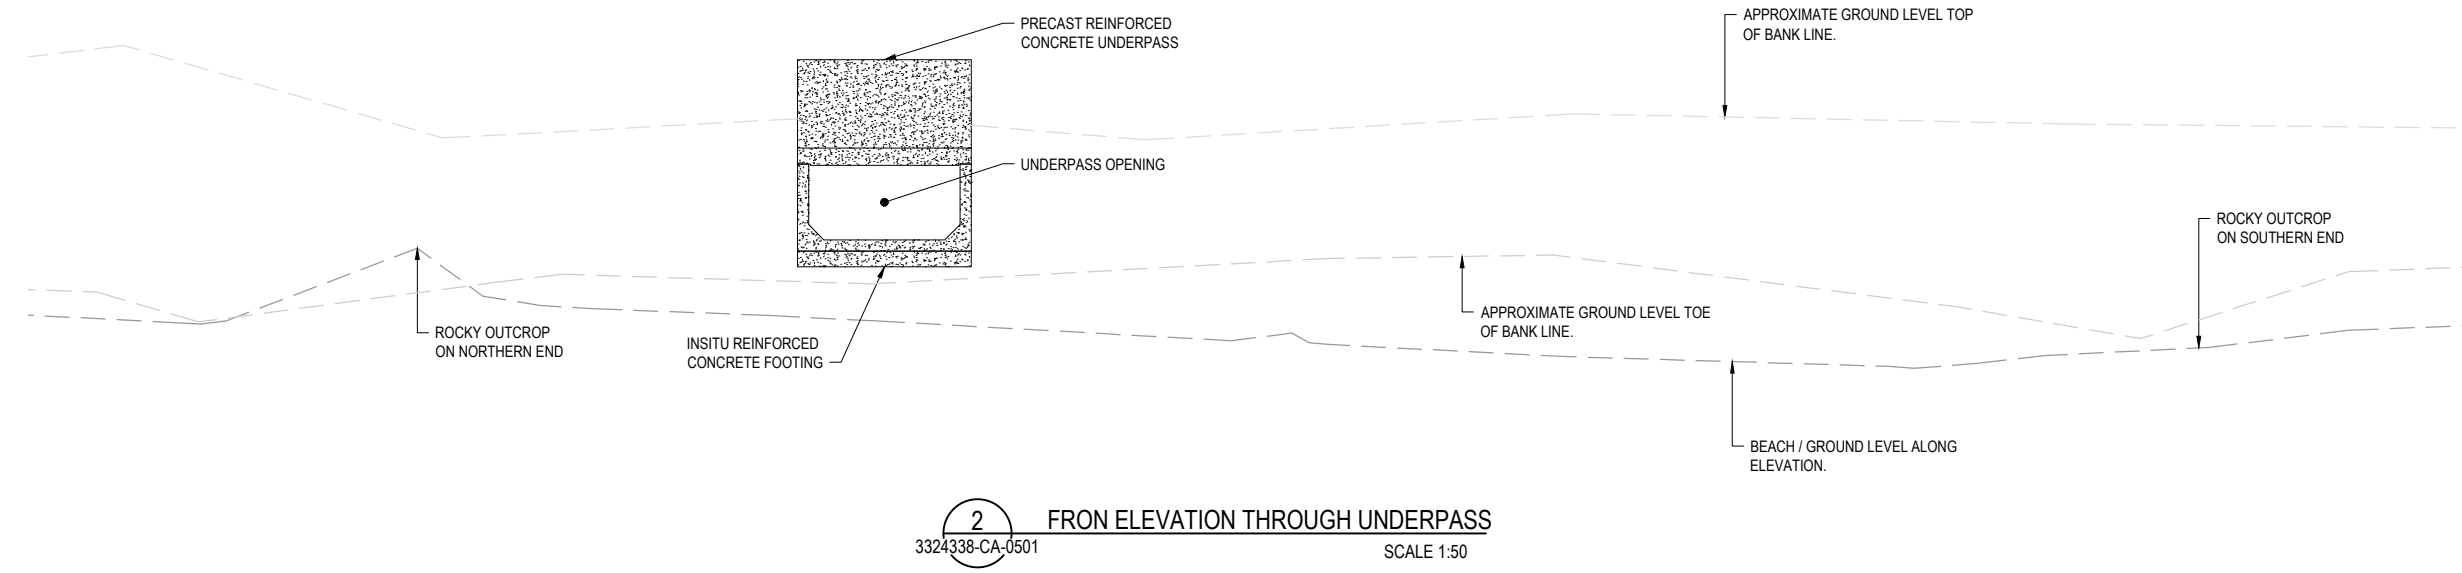 PRECAST REINFORCED
CONCRETE UNDERPASS
APPROXIMATE GROUND LEVEL TOP
OF BANK LINE.
UNDERPASS OPENING
ROCKY OUTCROP
ON SOUTHERN END
ROCKY OUTCROP
ON NORTHERN END
INSITU REINFORCED
CONCRETE FOOTING
APPROXIMATE GROUND LEVEL TOE
OF BANK LINE.
BEACH / GROUND LEVEL ALONG
ELEVATION.
2
3324338-CA-0501
FRON ELEVATION THROUGH UNDERPASS
SCALE 1:50